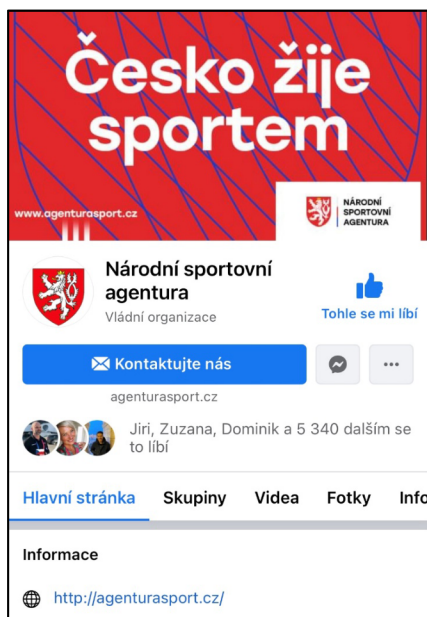 Česko žije
sportem
www.agenturasport.cz
NÁRODNÍ
SPORTOVNÍ
AGENTURA
Národní sportovní
agentura
Vládní organizace
Tohle se mi líbí
Kontaktujte nás
agenturasport.cz
Jiri, Zuzana, Dominik a 5 340 dalším se
to líbí
Hlavní stránka Skupiny Videa Fotky Info
Informace
http://agenturasport.cz/